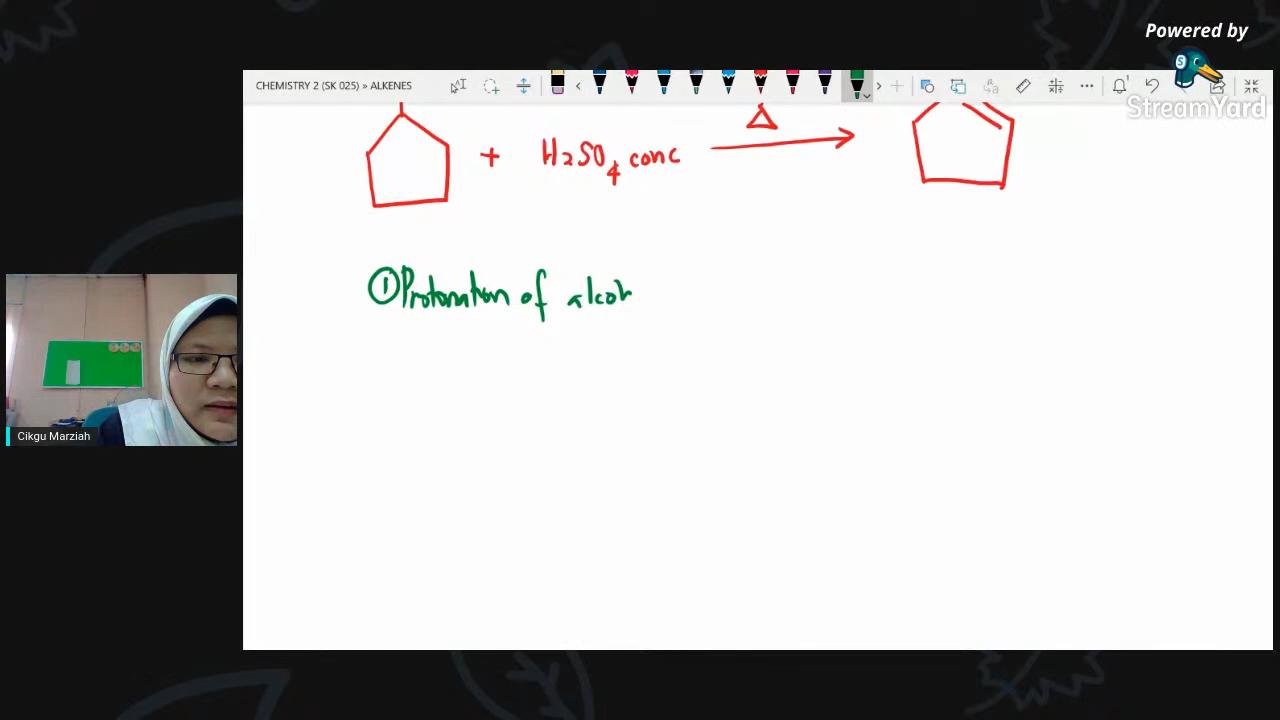 Powered by
StreamYard
CHEMISTRY 2 (SK 025) » ALKENES
+ H₂SO₄ conc
① Protonation of alcoh
Cikgu Marziah